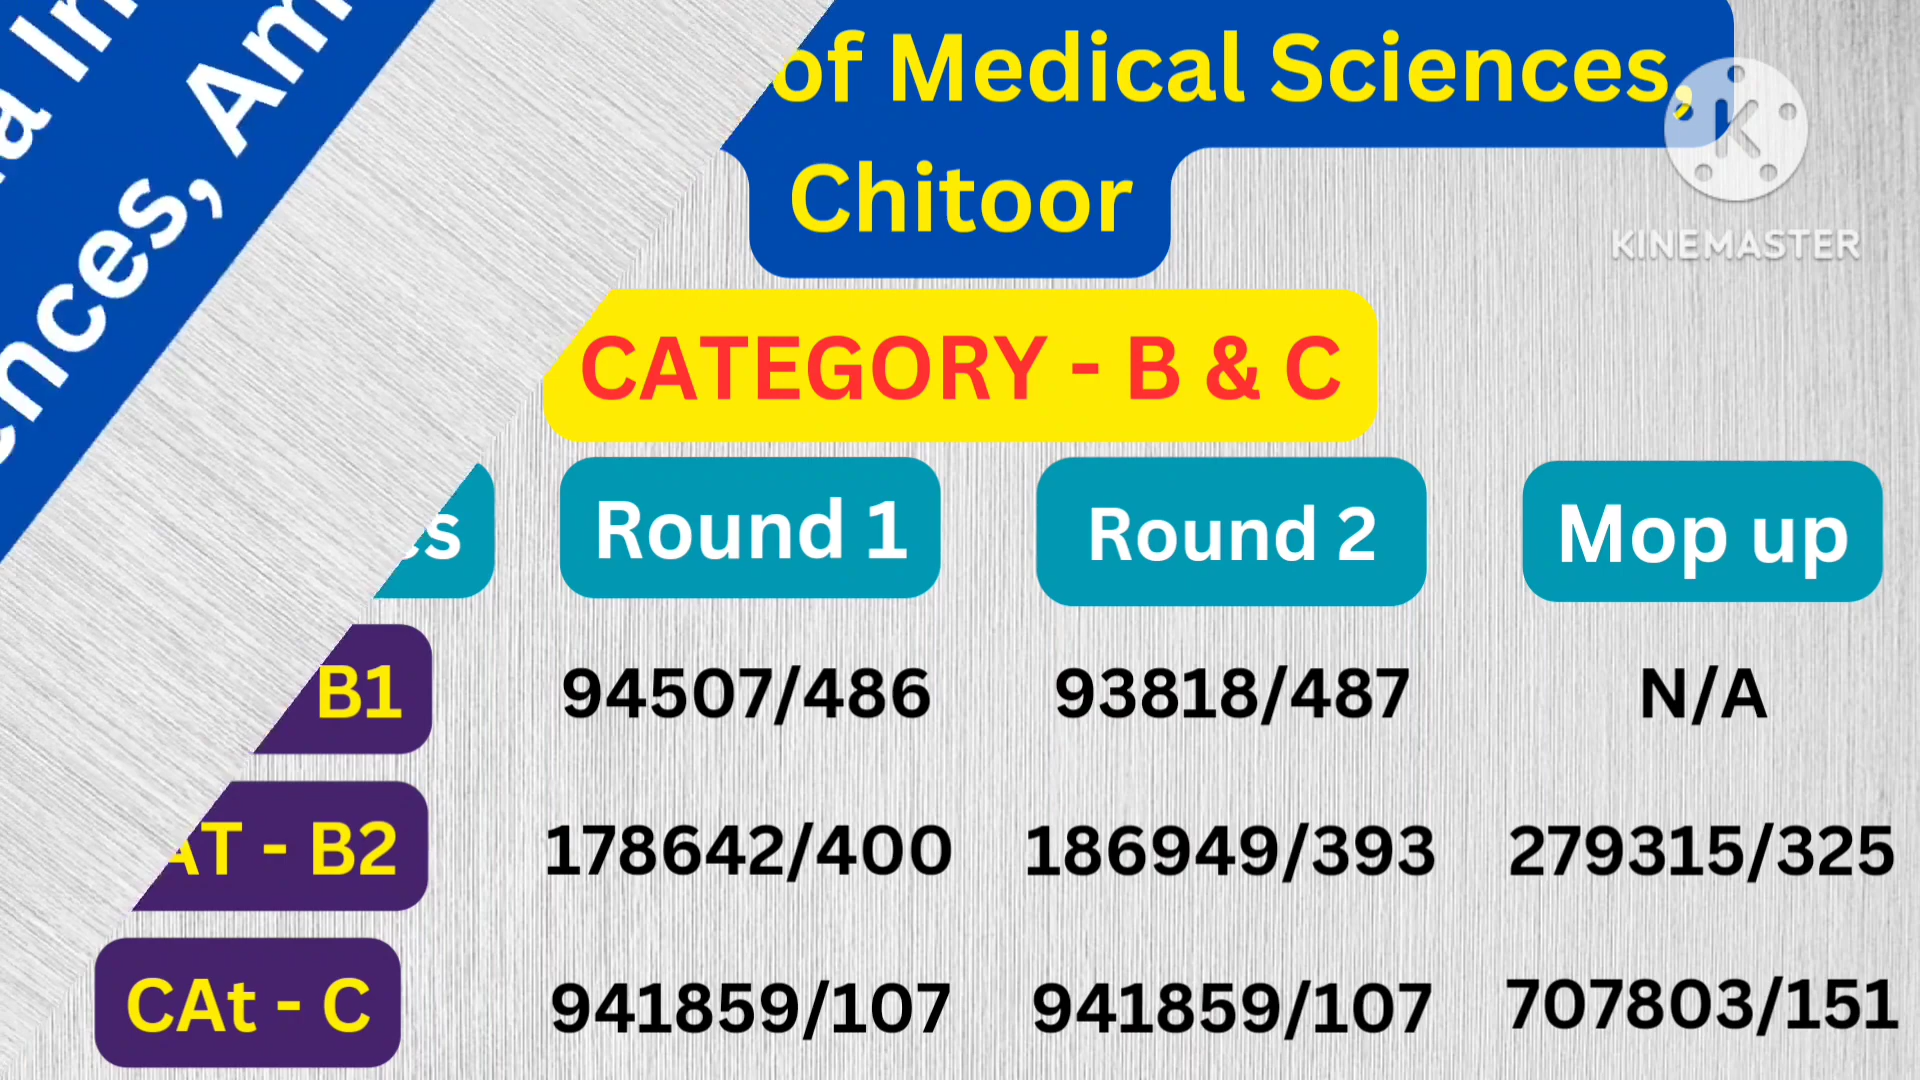 of Medical Sciences,
Chitoor
KINEMASTER
CATEGORY - B & C
Round 1 Round 2 Mop up
B1 94507/486 93818/487 N/A
AT - B2 178642/400 186949/393 279315/325
CAt - C 941859/107 941859/107 707803/151